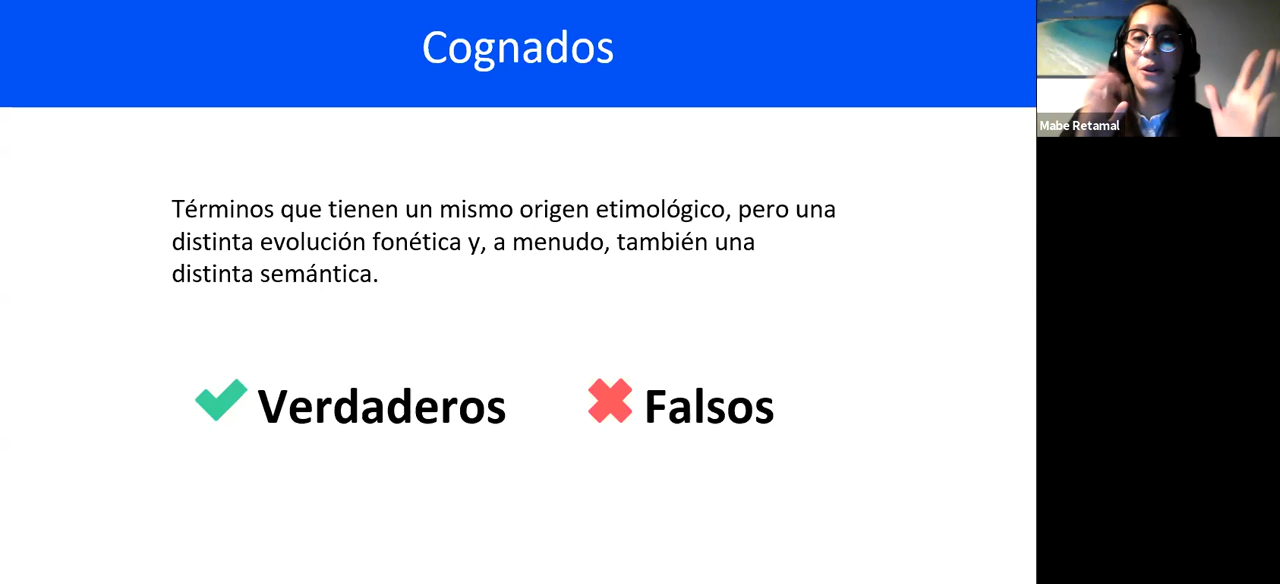 Cognados
Términos que tienen un mismo origen etimológico, pero una
distinta evolución fonética y, a menudo, también una
distinta semántica.
Verdaderos
Falsos
Mabe Retamal